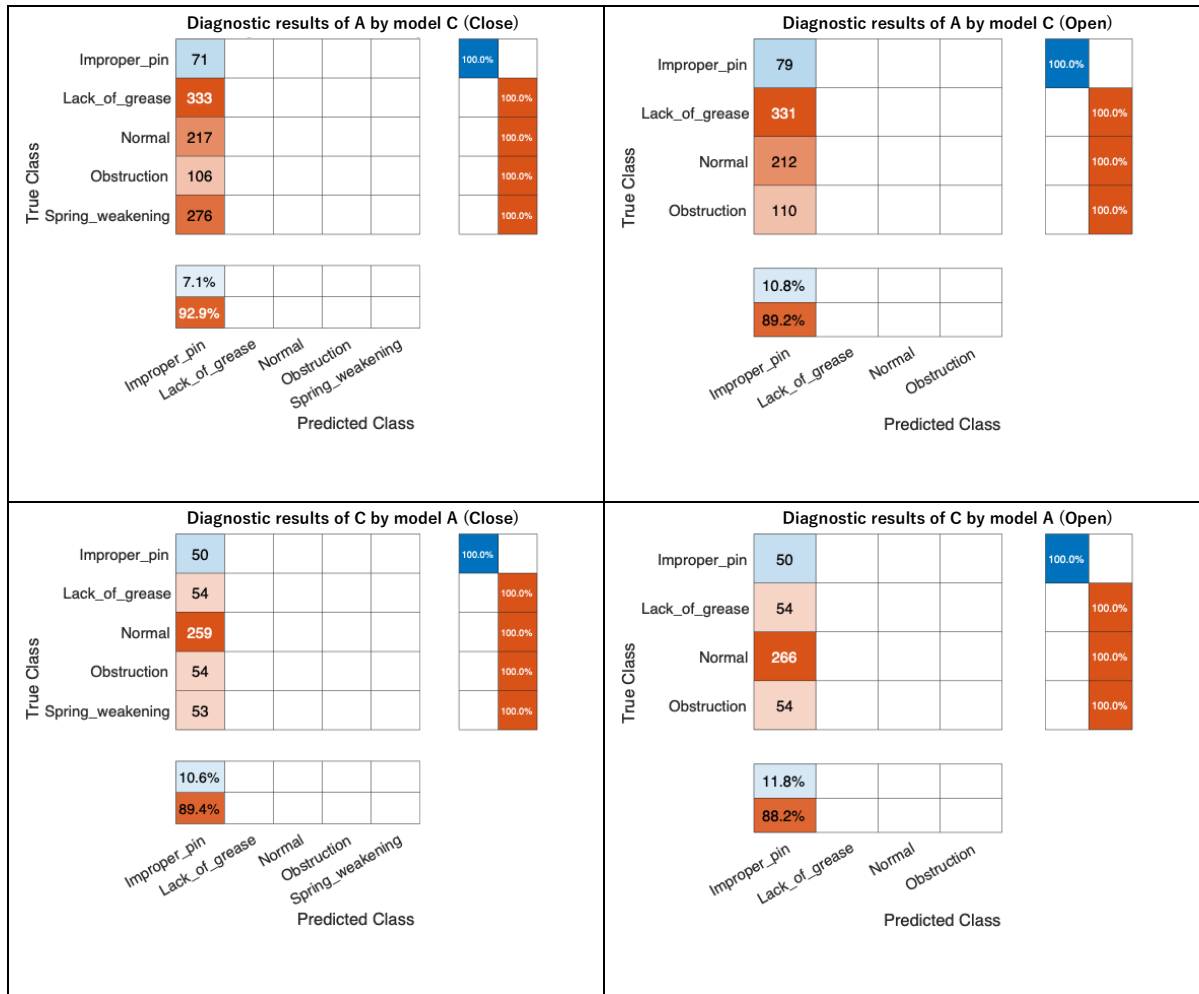 Diagnostic results of A by model C (Close)
Improper_pin 71 100.0%
Lack_of_grease 333 100.0%
Normal 217 100.0%
Obstruction 106 100.0%
Spring_weakening 276 100.0%
True Class
7.1%
92.9%
Improper_pin Lack_of_grease Normal Obstruction Spring_weakening
Predicted Class
Diagnostic results of A by model C (Open)
Improper_pin 79 100.0%
Lack_of_grease 331 100.0%
Normal 212 100.0%
Obstruction 110 100.0%
True Class
10.8%
89.2%
Improper_pin Lack_of_grease Normal Obstruction
Predicted Class
Diagnostic results of C by model A (Close)
Improper_pin 50 100.0%
Lack_of_grease 54 100.0%
Normal 259 100.0%
Obstruction 54 100.0%
Spring_weakening 53 100.0%
True Class
10.6%
89.4%
Improper_pin Lack_of_grease Normal Obstruction Spring_weakening
Predicted Class
Diagnostic results of C by model A (Open)
Improper_pin 50 100.0%
Lack_of_grease 54 100.0%
Normal 266 100.0%
Obstruction 54 100.0%
True Class
11.8%
88.2%
Improper_pin Lack_of_grease Normal Obstruction
Predicted Class